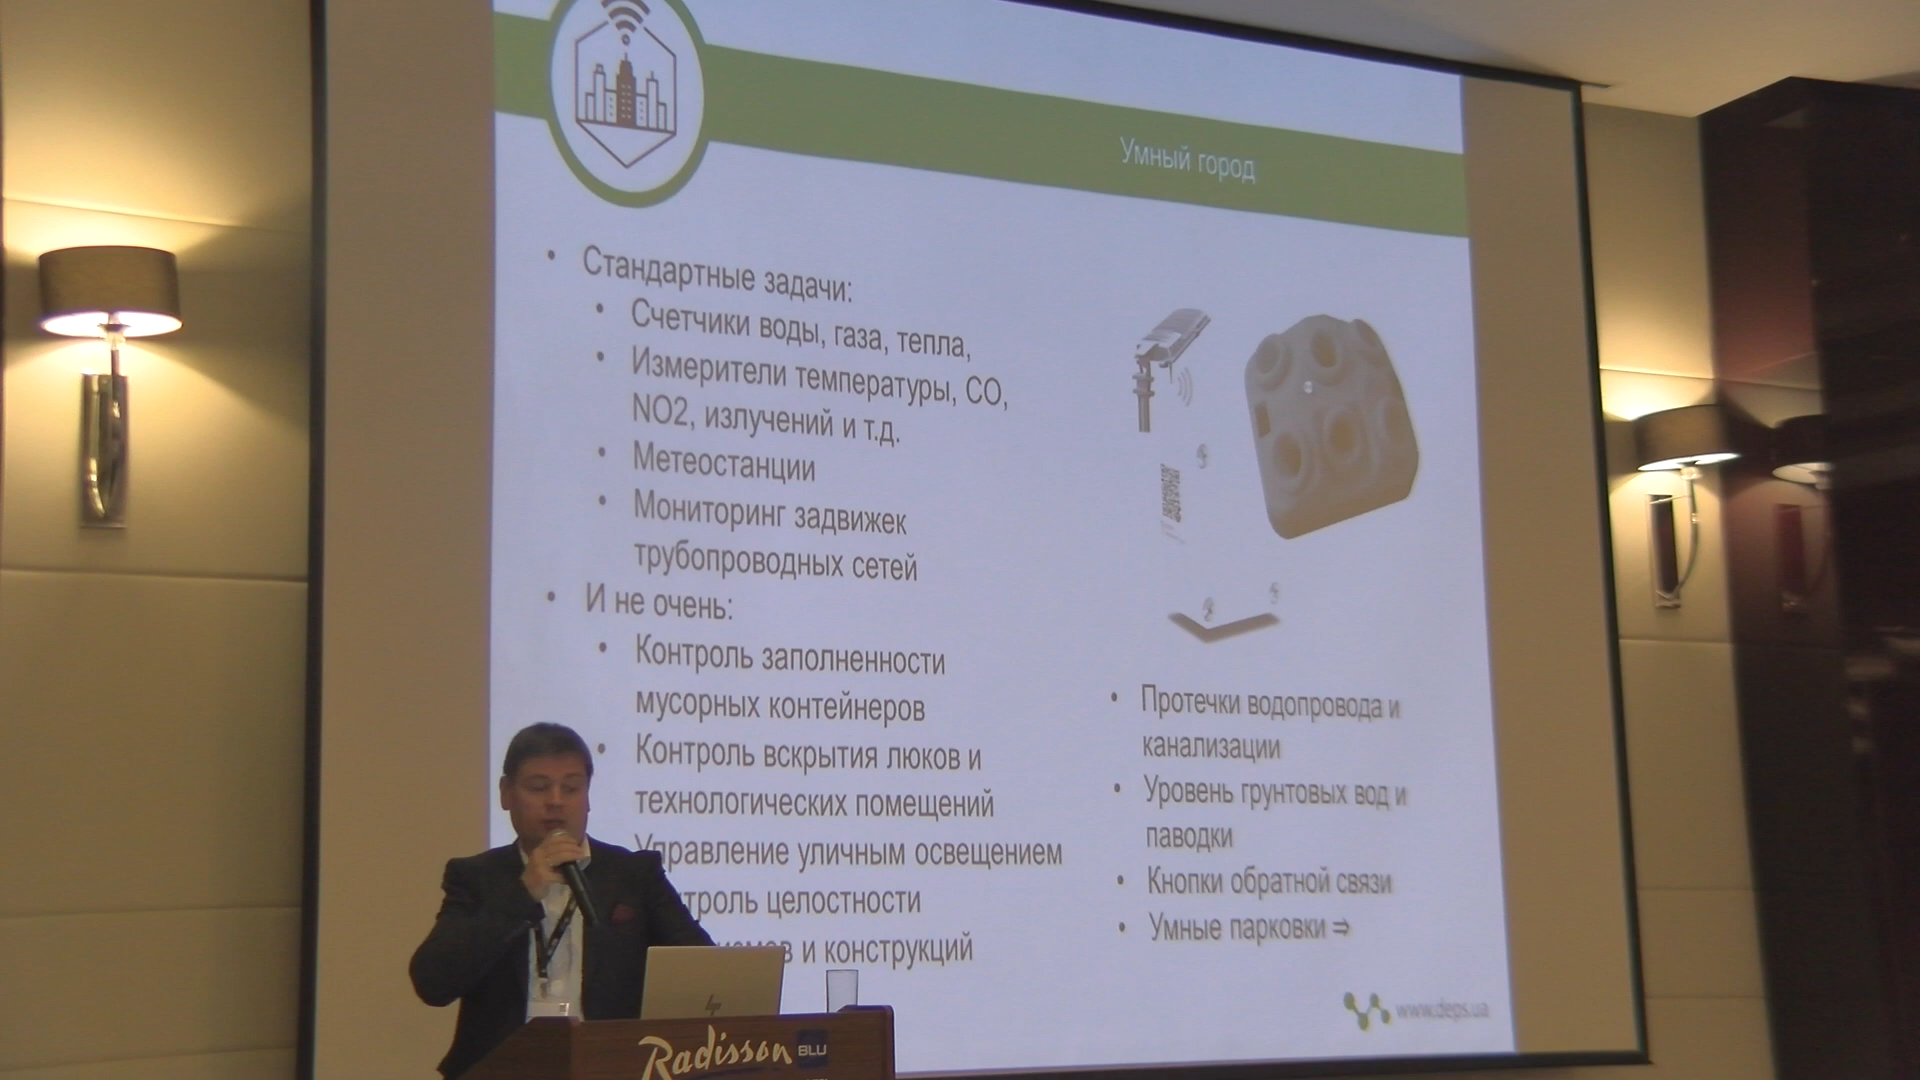 Умный город
• Стандартные задачи:
• Счетчики воды, газа, тепла,
• Измерители температуры, CO,
NO2, излучений и т.д.
• Метеостанции
• Мониторинг задвижек
трубопроводных сетей
• И не очень:
• Контроль заполненности
мусорных контейнеров
• Контроль вскрытия люков и
технологических помещений
Управление уличным освещением
троль целостности
и конструкций
• Протечки водопровода и
канализации
• Уровень грунтовых вод и
паводки
• Кнопки обратной связи
• Умные парковки ⇒
www.deps.ua
hp
Radisson BLU